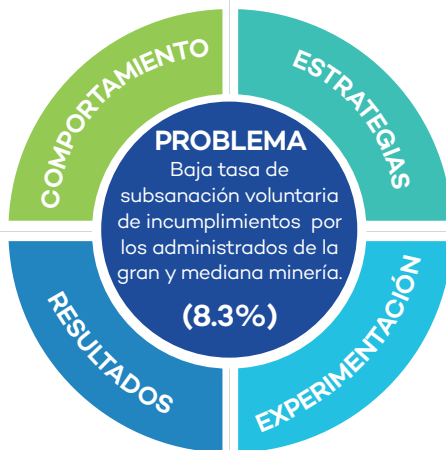 COMPORTAMIENTO
ESTRATEGIAS
PROBLEMA
Baja tasa de
subsanación voluntaria
de incumplimientos por
los administrados de la
gran y mediana minería.
(8.3%)
RESULTADOS
EXPERIMENTACIÓN